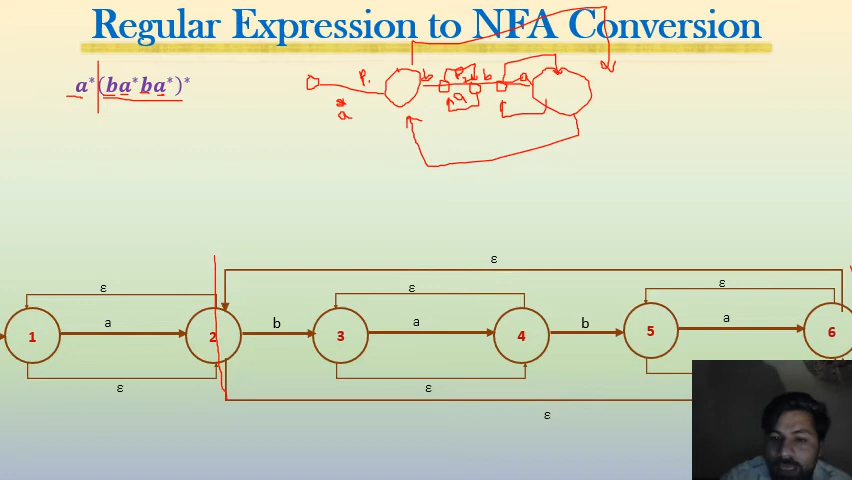 Regular Expression to NFA Conversion
a*(ba*ba*)*
b b a
a a
ε
ε ε
a b a b a
1 2 3 4 5 6
ε ε
ε